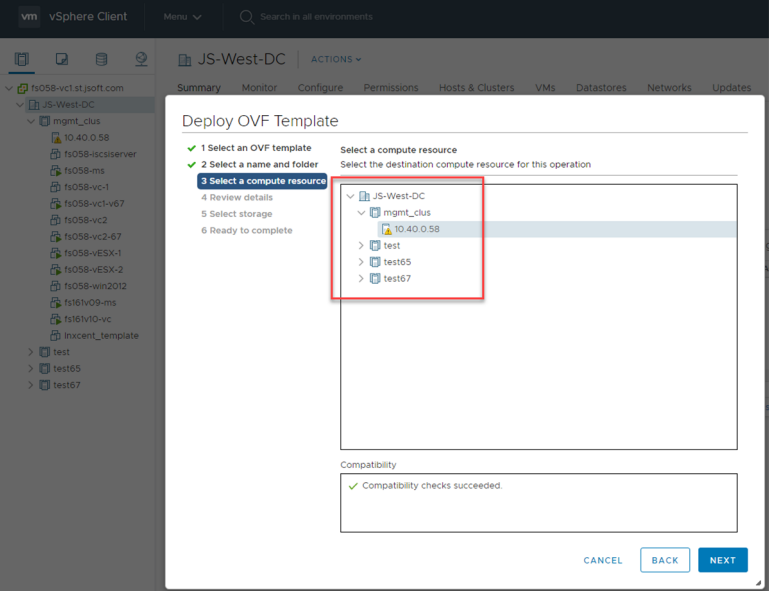 vm vSphere Client Menu Search in all environments
JS-West-DC ACTIONS
Summary Monitor Configure Permissions Hosts & Clusters VMs Datastores Networks Updates
fs058-vc1.st.jsoft.com
JS-West-DC
mgmt_clus
10.40.0.58
fs058-iscsiserver
fs058-ms
fs058-vc-1
fs058-vc1-v67
fs058-vc2
fs058-vc2-67
fs058-vESX-1
fs058-vESX-2
fs058-win2012
fs161v09-ms
fs161v10-vc
lnxcent_template
test
test65
test67
Deploy OVF Template
1 Select an OVF template
2 Select a name and folder
3 Select a compute resource
4 Review details
5 Select storage
6 Ready to complete
Select a compute resource
Select the destination compute resource for this operation
JS-West-DC
mgmt_clus
10.40.0.58
test
test65
test67
Compatibility
Compatibility checks succeeded.
CANCEL BACK NEXT